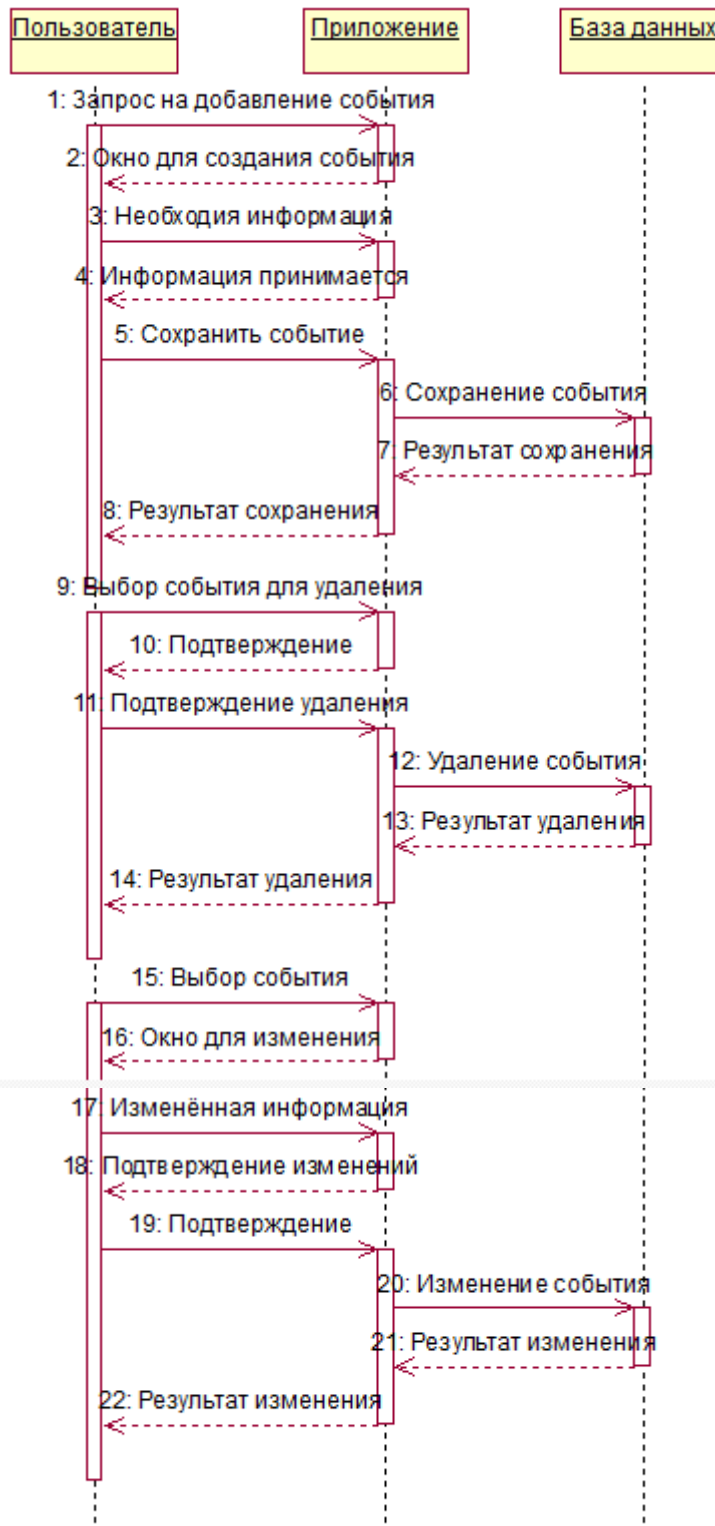 Пользователь
Приложение
База данных
1: Запрос на добавление события
2: Окно для создания события
3: Необходия информация
4: Информация принимается
5: Сохранить событие
6: Сохранение события
7: Результат сохранения
8: Результат сохранения
9: Выбор события для удаления
10: Подтверждение
11: Подтверждение удаления
12: Удаление события
13: Результат удаления
14: Результат удаления
15: Выбор события
16: Окно для изменения
17: Изменённая информация
18: Подтверждение изменений
19: Подтверждение
20: Изменение события
21: Результат изменения
22: Результат изменения